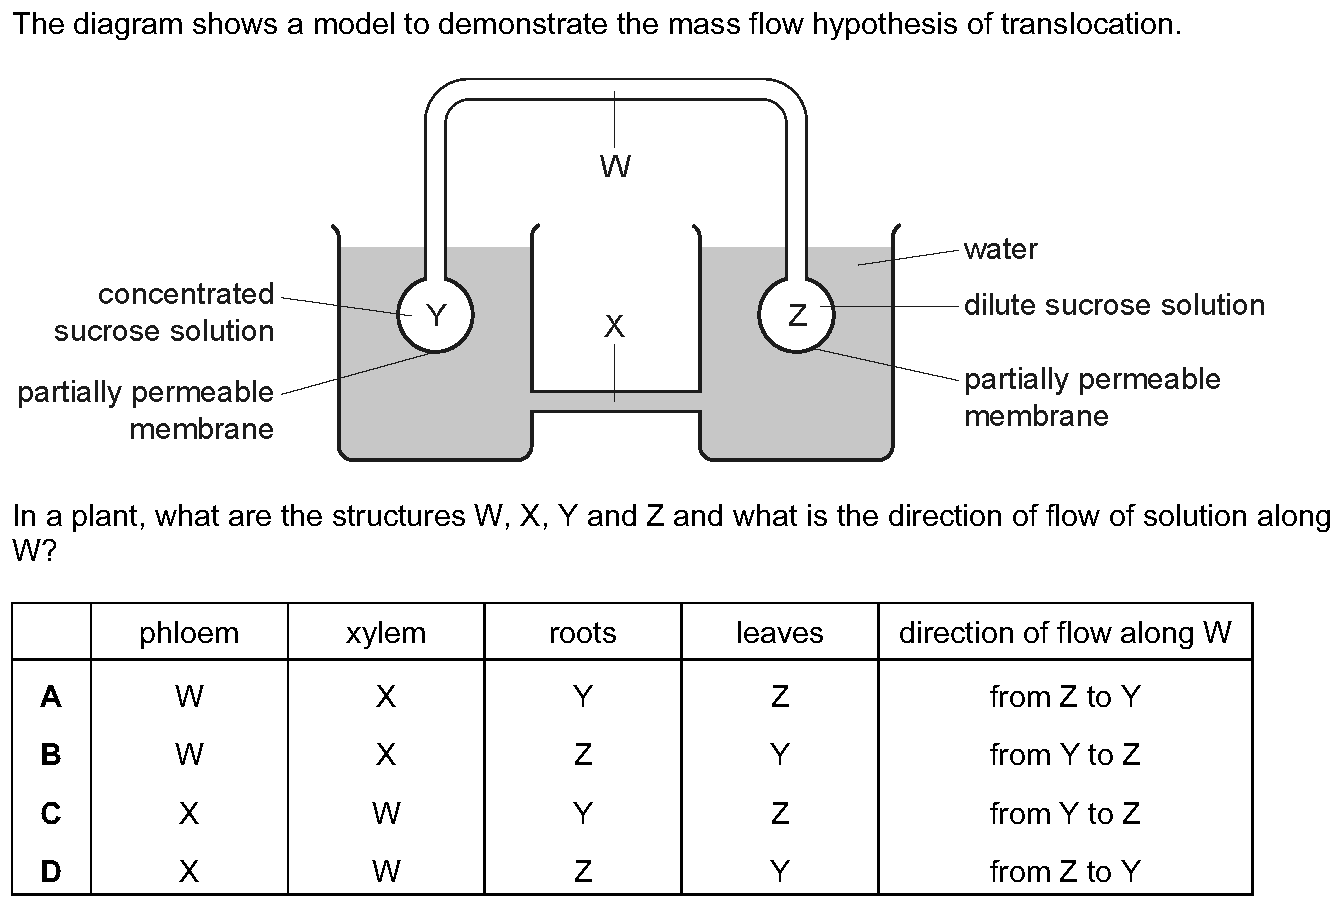 The diagram shows a model to demonstrate the mass flow hypothesis of translocation.
W
water
concentrated
sucrose solution
Y
X
Z
dilute sucrose solution
partially permeable
membrane
partially permeable
membrane
In a plant, what are the structures W, X, Y and Z and what is the direction of flow of solution along
W?
phloem xylem roots leaves direction of flow along W
A W X Y Z from Z to Y
B W X Z Y from Y to Z
C X W Y Z from Y to Z
D X W Z Y from Z to Y